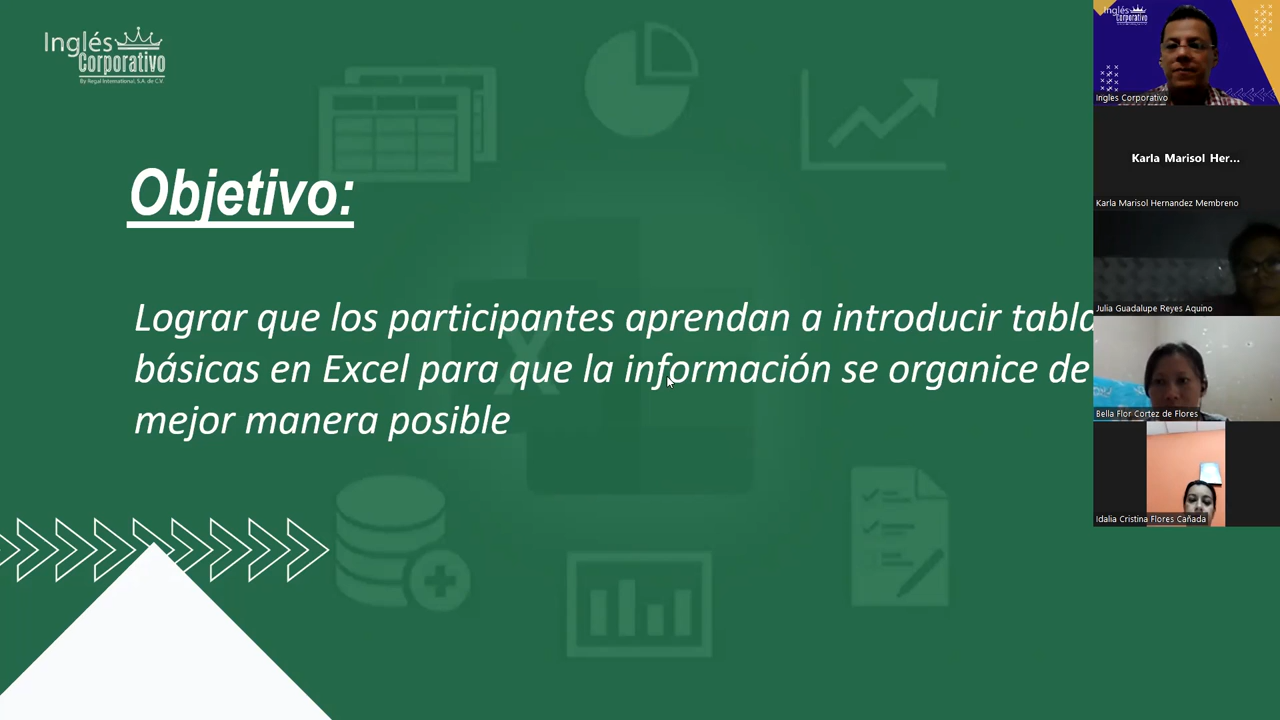 Inglés
Corporativo
By Regal International, S.A. de C.V.
Objetivo:
Lograr que los participantes aprendan a introducir tabla
básicas en Excel para que la información se organice de
mejor manera posible
Inglés
Corporativo
Ingles Corporativo
Karla Marisol Her...
Karla Marisol Hernandez Membreno
Julia Guadalupe Reyes Aquino
Bella Flor Cortez de Flores
Idalia Cristina Flores Cañada